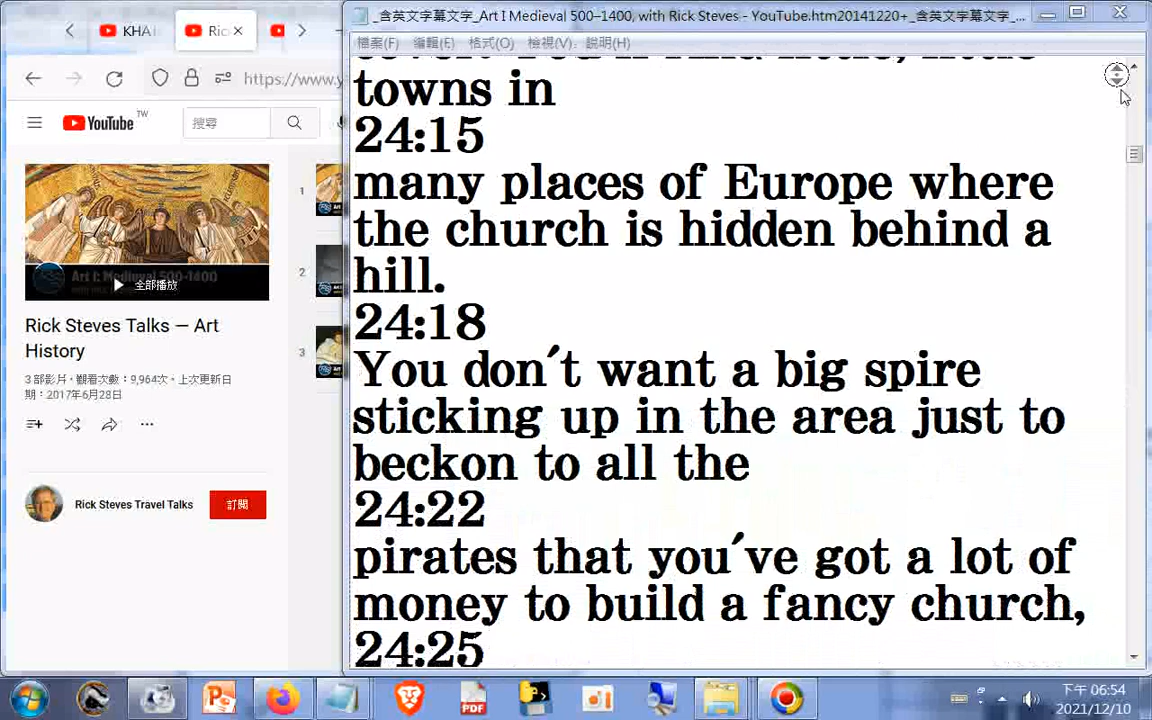 KHA
Ric
https://www.y
YouTube TW
搜尋
Art I: Medieval 500-1400
全部播放
Rick Steves Talks — Art
History
3 部影片・觀看次數：9,964次・上次更新日
期：2017年6月28日
Rick Steves Travel Talks
訂閱
1
2
3
_含英文字幕文字_Art I Medieval 500–1400, with Rick Steves - YouTube.htm20141220+_含英文字幕文字_...
檔案(F) 編輯(E) 格式(O) 檢視(V) 說明(H)
towns in
24:15
many places of Europe where
the church is hidden behind a
hill.
24:18
You don't want a big spire
sticking up in the area just to
beckon to all the
24:22
pirates that you've got a lot of
money to build a fancy church,
24:25
PDF
下午 06:54
2021/12/10